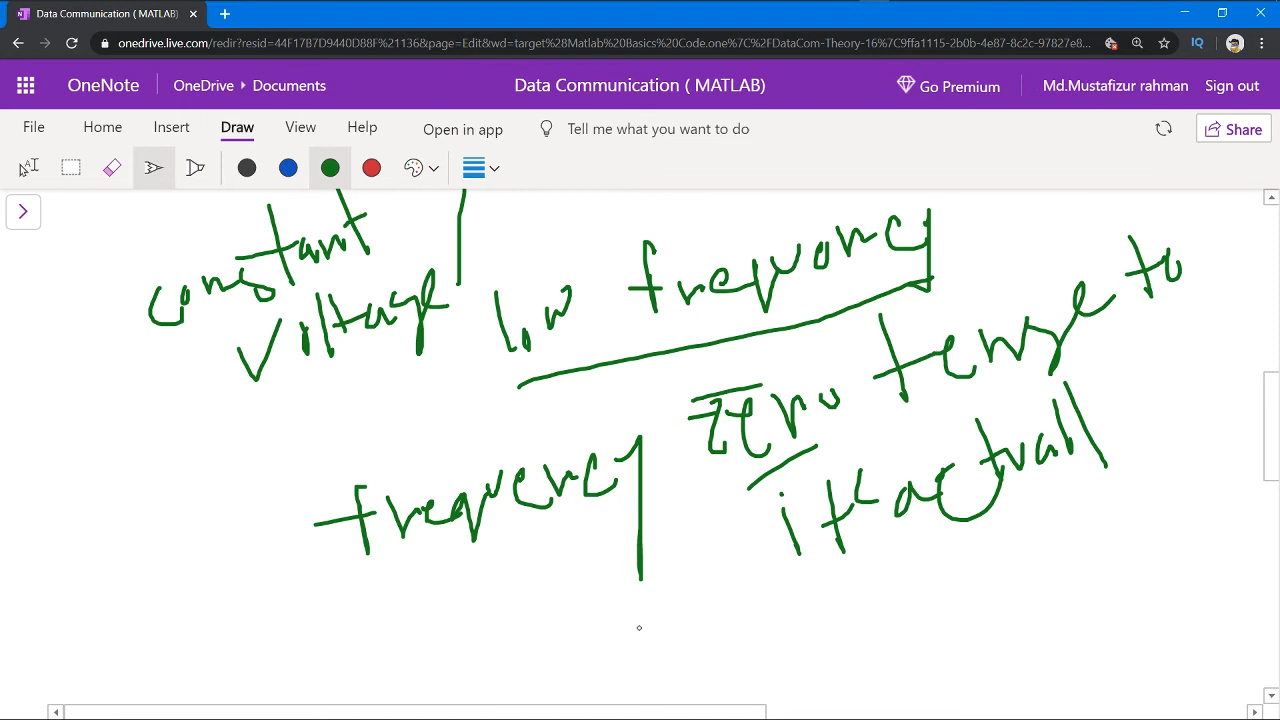 Data Communication (MATLAB)
onedrive.live.com/redir?resid=44F17B7D9440D88F%21136&page=Edit&wd=target%28Matlab%20Basics%20Code.one%7C%2FDataCom-Theory-16%7C9ffa1115-2b0b-4e87-8c2c-97827e8...
IQ
OneNote OneDrive Documents Data Communication ( MATLAB) Go Premium Md.Mustafizur rahman Sign out
File Home Insert Draw View Help Open in app Tell me what you want to do Share
constant
voltage low frequency
zero tense to
frequency it actuall